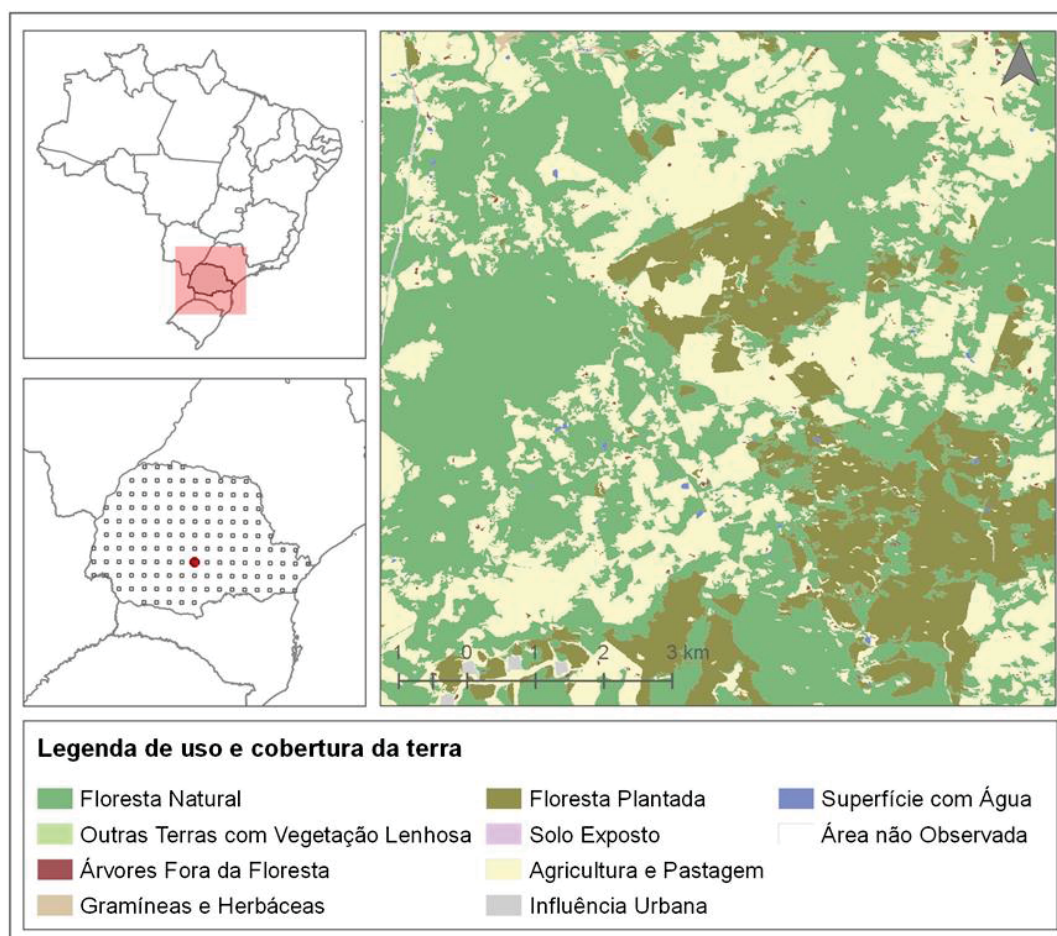 1 0 1 2 3 km
Legenda de uso e cobertura da terra
Floresta Natural
Outras Terras com Vegetação Lenhosa
Árvores Fora da Floresta
Gramíneas e Herbáceas
Floresta Plantada
Solo Exposto
Agricultura e Pastagem
Influência Urbana
Superfície com Água
Área não Observada